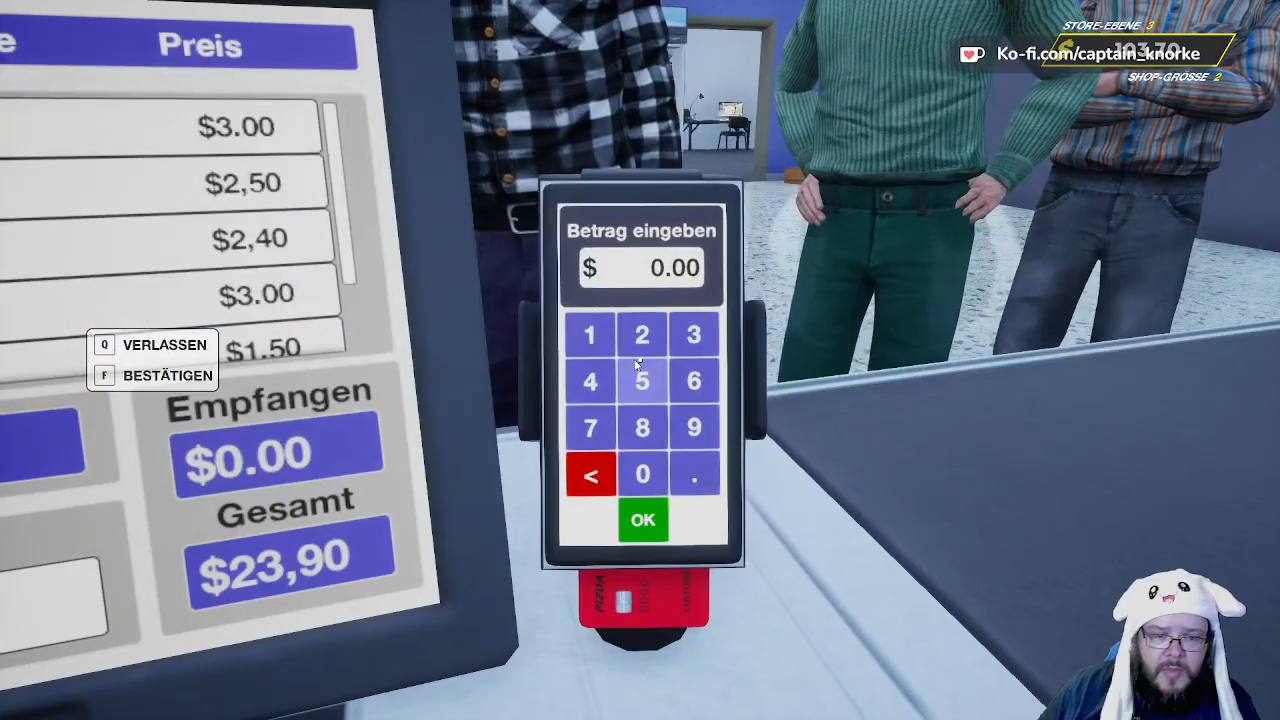 e Preis
$3.00
$2,50
$2,40
$3.00
$1.50
Q VERLASSEN
F BESTÄTIGEN
Empfangen
$0.00
Gesamt
$23,90
Betrag eingeben
$ 0.00
1 2 3
4 5 6
7 8 9
< 0 .
OK
PIZDA
STORE-EBENE 3
Ko-fi.com/captain_knorke
SHOP-GRÖSSE 2